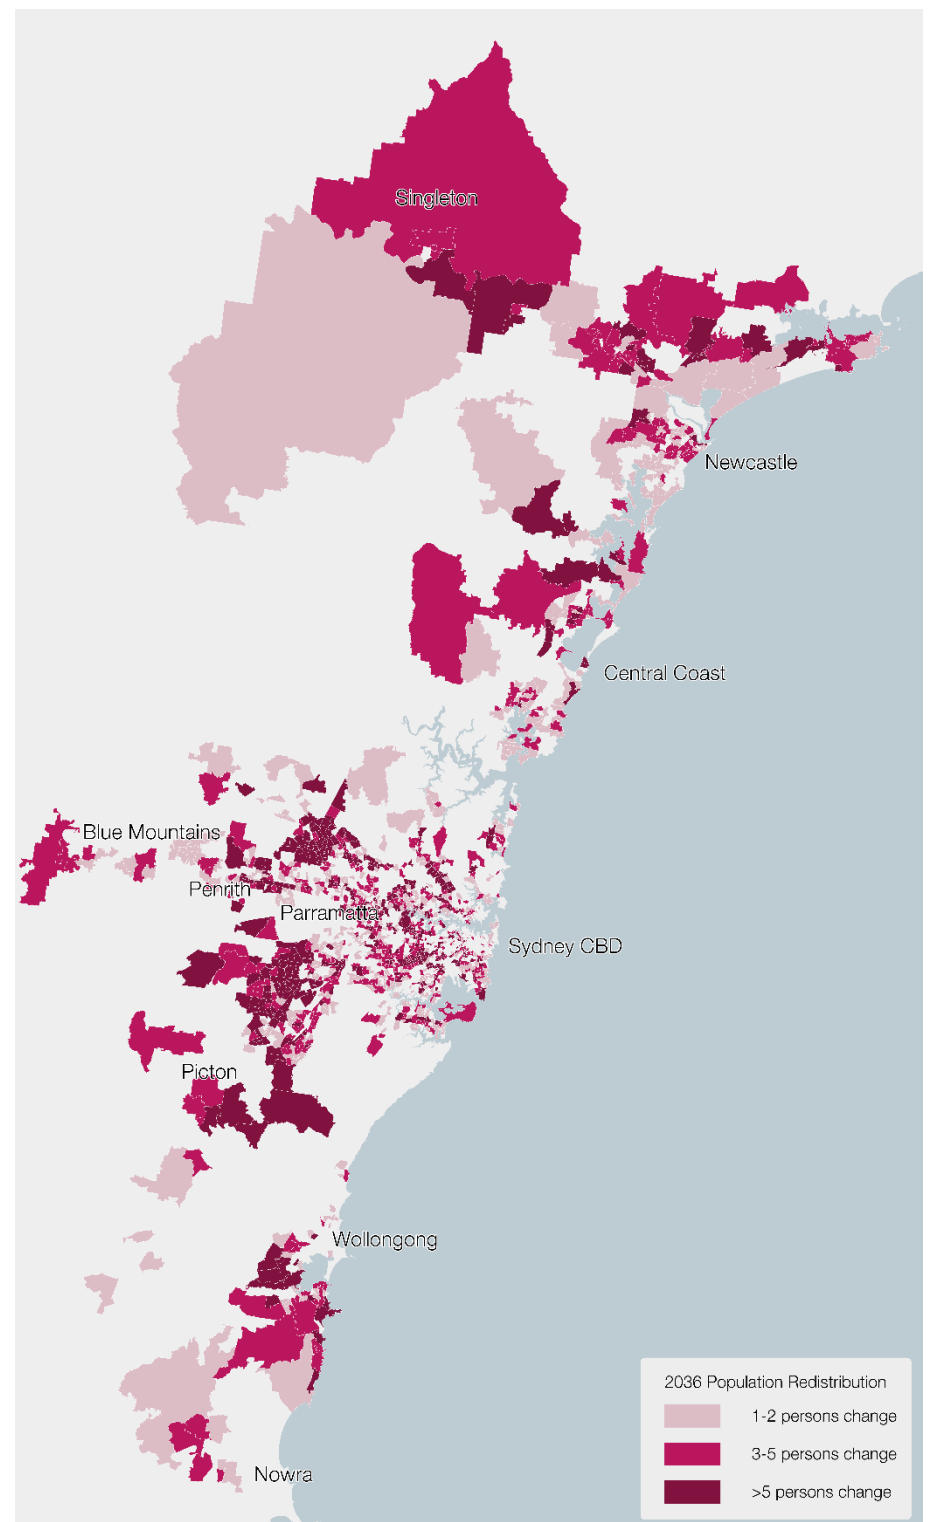 Singleton
Newcastle
Central Coast
Blue Mountains
Penrith
Parramatta
Sydney CBD
Picton
Wollongong
Nowra
2036 Population Redistribution
1-2 persons change
3-5 persons change
>5 persons change